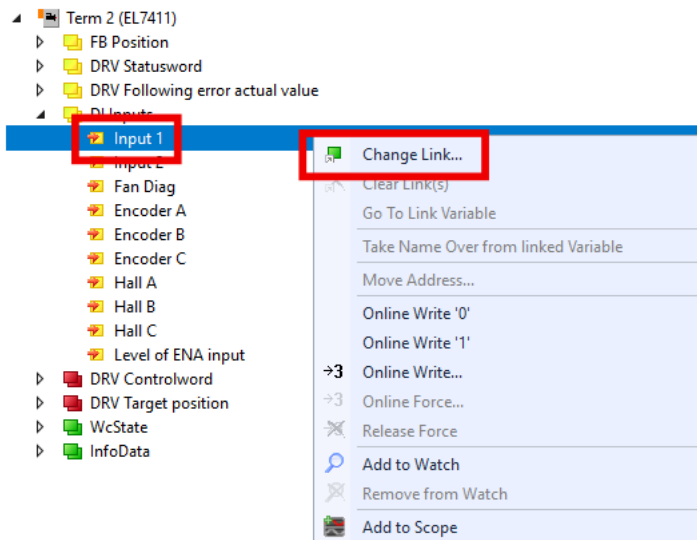 Term 2 (EL7411)
FB Position
DRV Statusword
DRV Following error actual value
DI Inputs
Input 1
Input 2
Fan Diag
Encoder A
Encoder B
Encoder C
Hall A
Hall B
Hall C
Level of ENA input
DRV Controlword
DRV Target position
WcState
InfoData
Change Link...
Clear Link(s)
Go To Link Variable
Take Name Over from linked Variable
Move Address...
Online Write '0'
Online Write '1'
→3 Online Write...
→3 Online Force...
Release Force
Add to Watch
Remove from Watch
Add to Scope